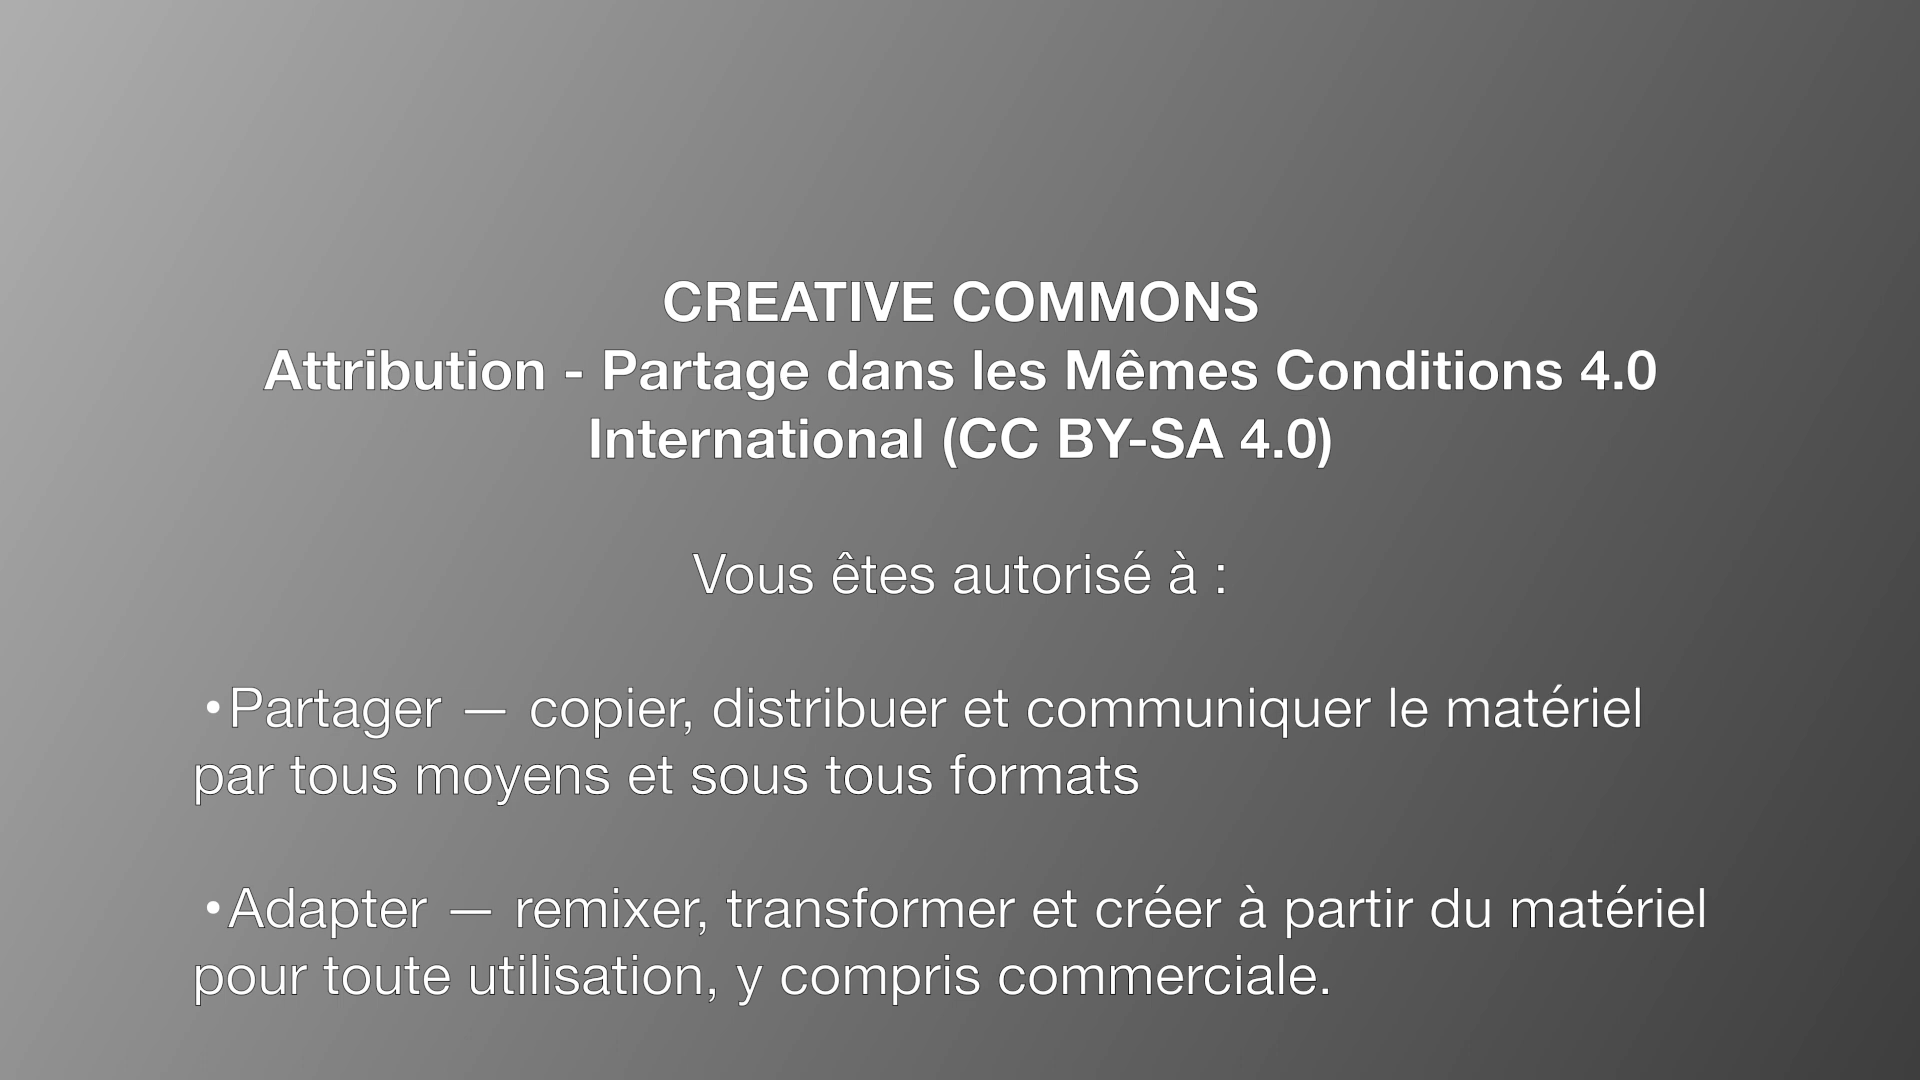 CREATIVE COMMONS
Attribution - Partage dans les Mêmes Conditions 4.0
International (CC BY-SA 4.0)
Vous êtes autorisé à :
•Partager — copier, distribuer et communiquer le matériel
par tous moyens et sous tous formats
•Adapter — remixer, transformer et créer à partir du matériel
pour toute utilisation, y compris commerciale.